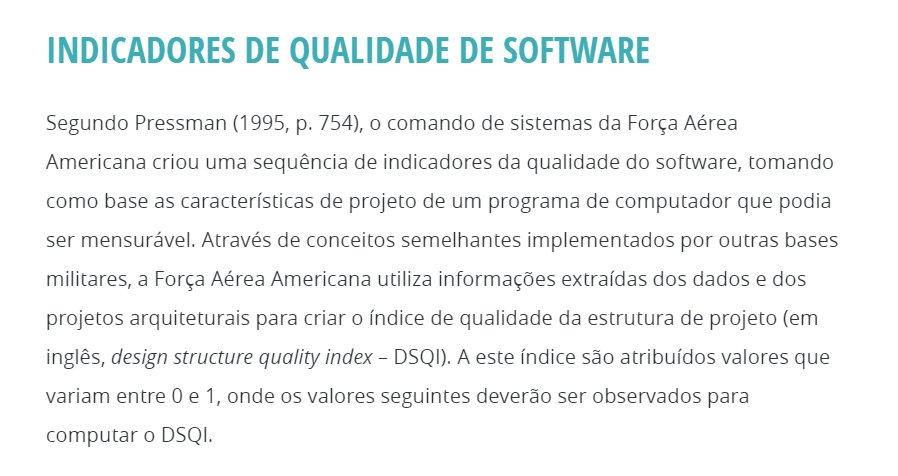 INDICADORES DE QUALIDADE DE SOFTWARE
Segundo Pressman (1995, p. 754), o comando de sistemas da Força Aérea
Americana criou uma sequência de indicadores da qualidade do software, tomando
como base as características de projeto de um programa de computador que podia
ser mensurável. Através de conceitos semelhantes implementados por outras bases
militares, a Força Aérea Americana utiliza informações extraídas dos dados e dos
projetos arquiteturais para criar o índice de qualidade da estrutura de projeto (em
inglês, design structure quality index – DSQI). A este índice são atribuídos valores que
variam entre 0 e 1, onde os valores seguintes deverão ser observados para
computar o DSQI.